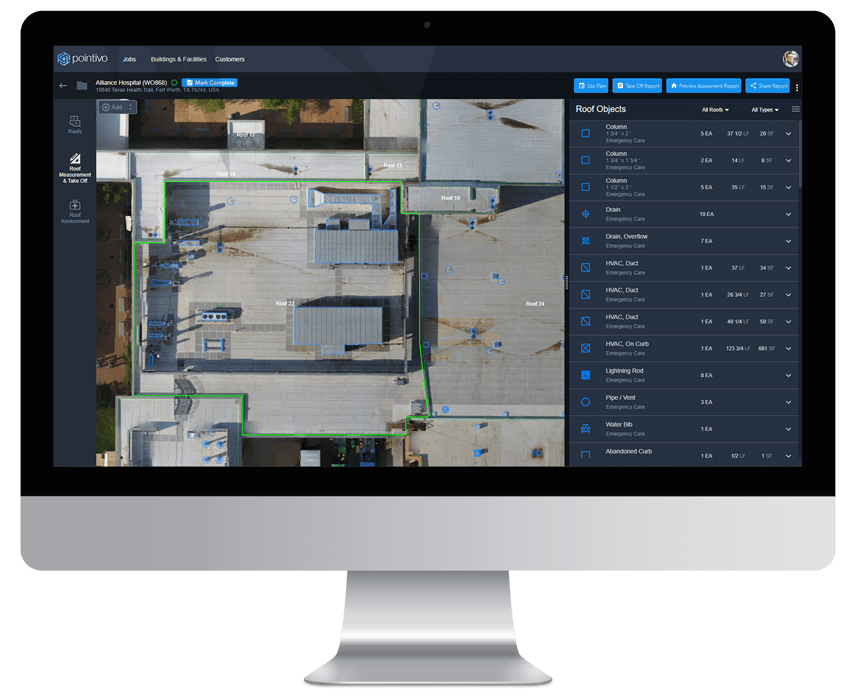 pointivo
Jobs
Buildings & Facilities
Customers
Alliance Hospital (WO868)
Mark Complete
10840 Texas Health Trail, Fort Worth, TX 76244, USA
Site Plan
Take Off Report
Preview Assessment Report
Share Report
Add
Roofs
Roof
Measurement
& Take Off
Roof
Assessment
Roof 17
Roof 13
Roof 19
Roof 22
Roof 24
Roof Objects
All Roofs
All Types
Column
1 3/4 ' x 2 '
Emergency Care
5 EA 37 1/2 LF 20 SF
Column
1 3/4 ' x 1 3/4 '
Emergency Care
2 EA 14 LF 6 SF
Column
1 1/2 ' x 2 '
Emergency Care
5 EA 35 LF 15 SF
Drain
Emergency Care
10 EA
Drain, Overflow
Emergency Care
7 EA
HVAC, Duct
Emergency Care
1 EA 37 LF 34 SF
HVAC, Duct
Emergency Care
1 EA 26 3/4 LF 27 SF
HVAC, Duct
Emergency Care
1 EA 49 1/4 LF 50 SF
HVAC, On Curb
Emergency Care
1 EA 123 3/4 LF 681 SF
Lightning Rod
Emergency Care
8 EA
Pipe / Vent
Emergency Care
3 EA
Water Bib
Emergency Care
1 EA
Abandoned Curb
1 EA 1/2 LF 1 SF